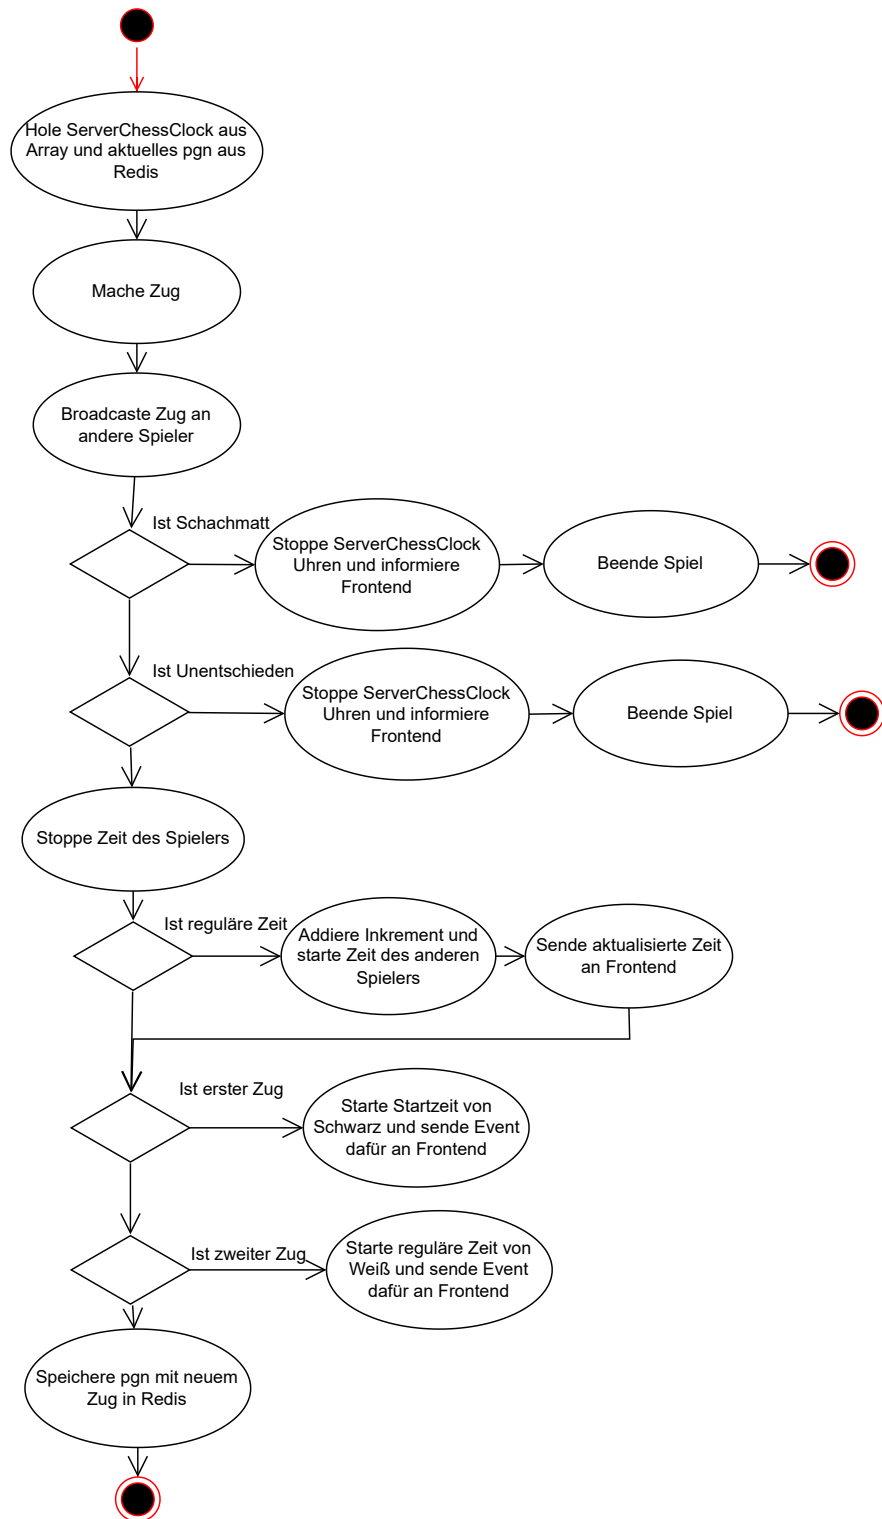 Hole ServerChessClock aus
Array und aktuelles pgn aus
Redis
Mache Zug
Broadcaste Zug an
andere Spieler
Ist Schachmatt
Stoppe ServerChessClock
Uhren und informiere
Frontend
Beende Spiel
Ist Unentschieden
Stoppe ServerChessClock
Uhren und informiere
Frontend
Beende Spiel
Stoppe Zeit des Spielers
Ist reguläre Zeit
Addiere Inkrement und
starte Zeit des anderen
Spielers
Sende aktualisierte Zeit
an Frontend
Ist erster Zug
Starte Startzeit von
Schwarz und sende Event
dafür an Frontend
Ist zweiter Zug
Starte reguläre Zeit von
Weiß und sende Event
dafür an Frontend
Speichere pgn mit neuem
Zug in Redis